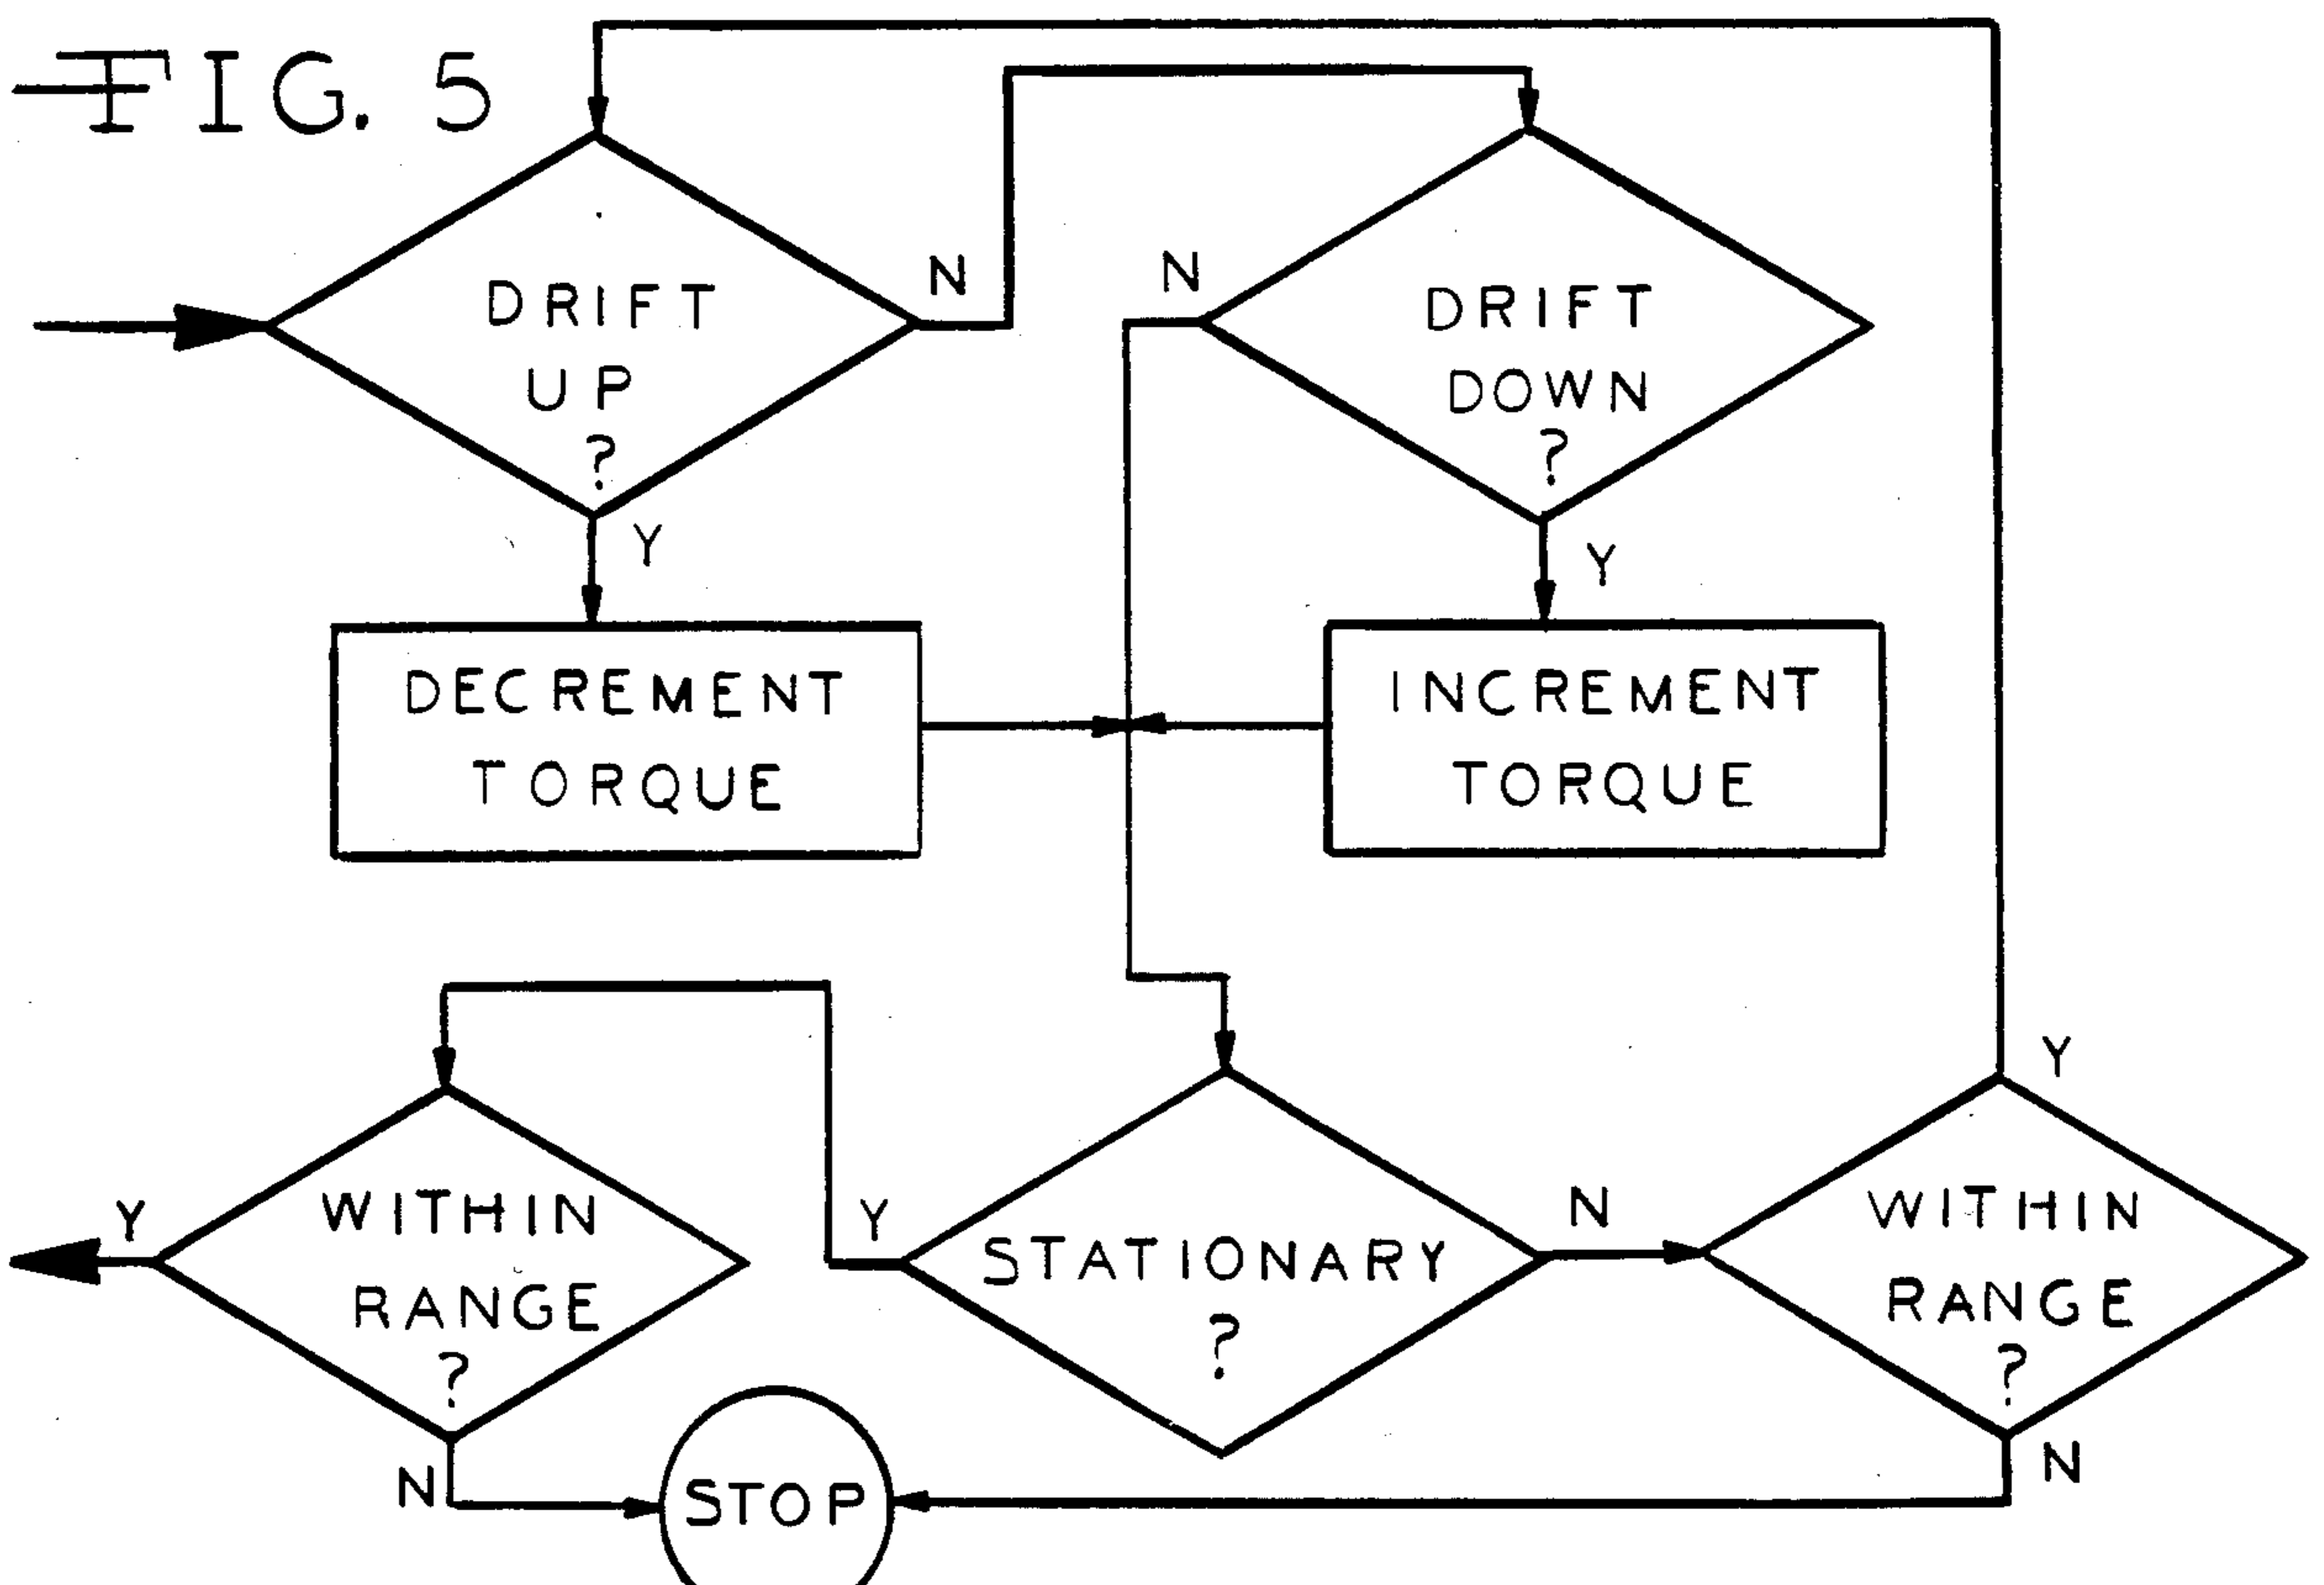 FIG. 5
DRIFT
UP
?
N
Y
N
DRIFT
DOWN
?
Y
DECREMENT
TORQUE
INCREMENT
TORQUE
Y
WITHIN
RANGE
?
N
Y
STATIONARY
?
N
Y
WITHIN
RANGE
?
N
STOP